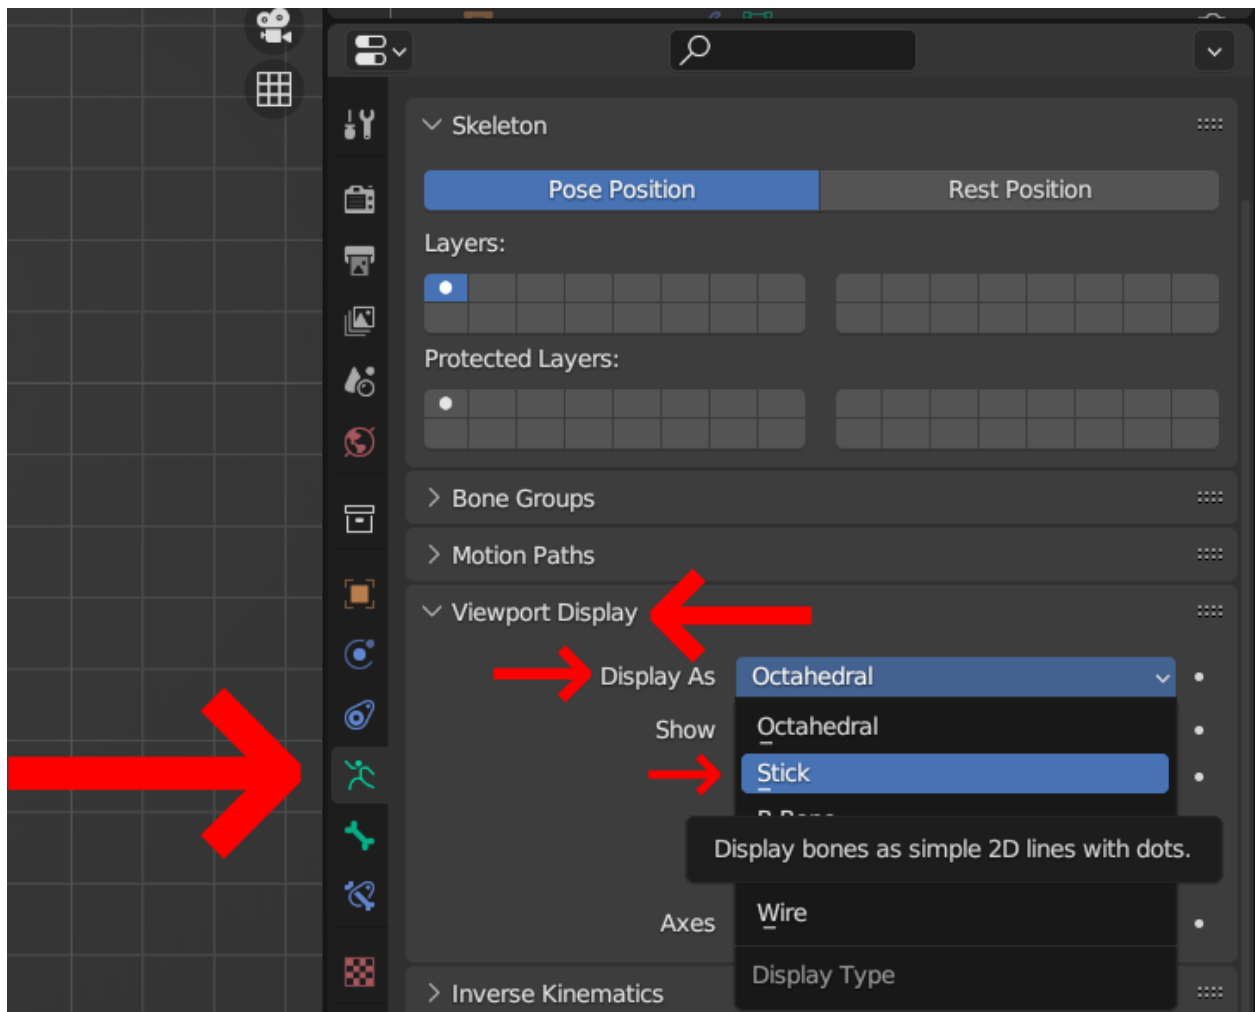 Skeleton
Pose Position
Rest Position
Layers:
Protected Layers:
Bone Groups
Motion Paths
Viewport Display
Display As
Octahedral
Show
Octahedral
Stick
Display bones as simple 2D lines with dots.
Axes
Wire
Display Type
Inverse Kinematics